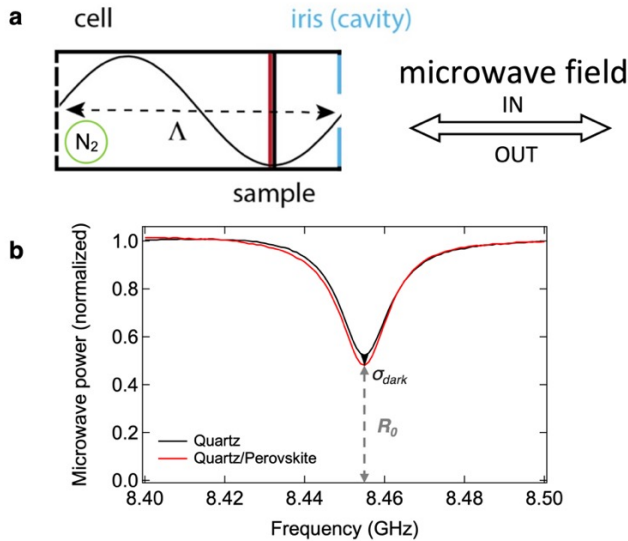 a
cell
iris (cavity)
N₂
Λ
sample
microwave field
IN
OUT
b
Microwave power (normalized)
1.0
0.8
0.6
0.4
0.2
0.0
σdark
R₀
Quartz
Quartz/Perovskite
8.40
8.42
8.44
8.46
8.48
8.50
Frequency (GHz)